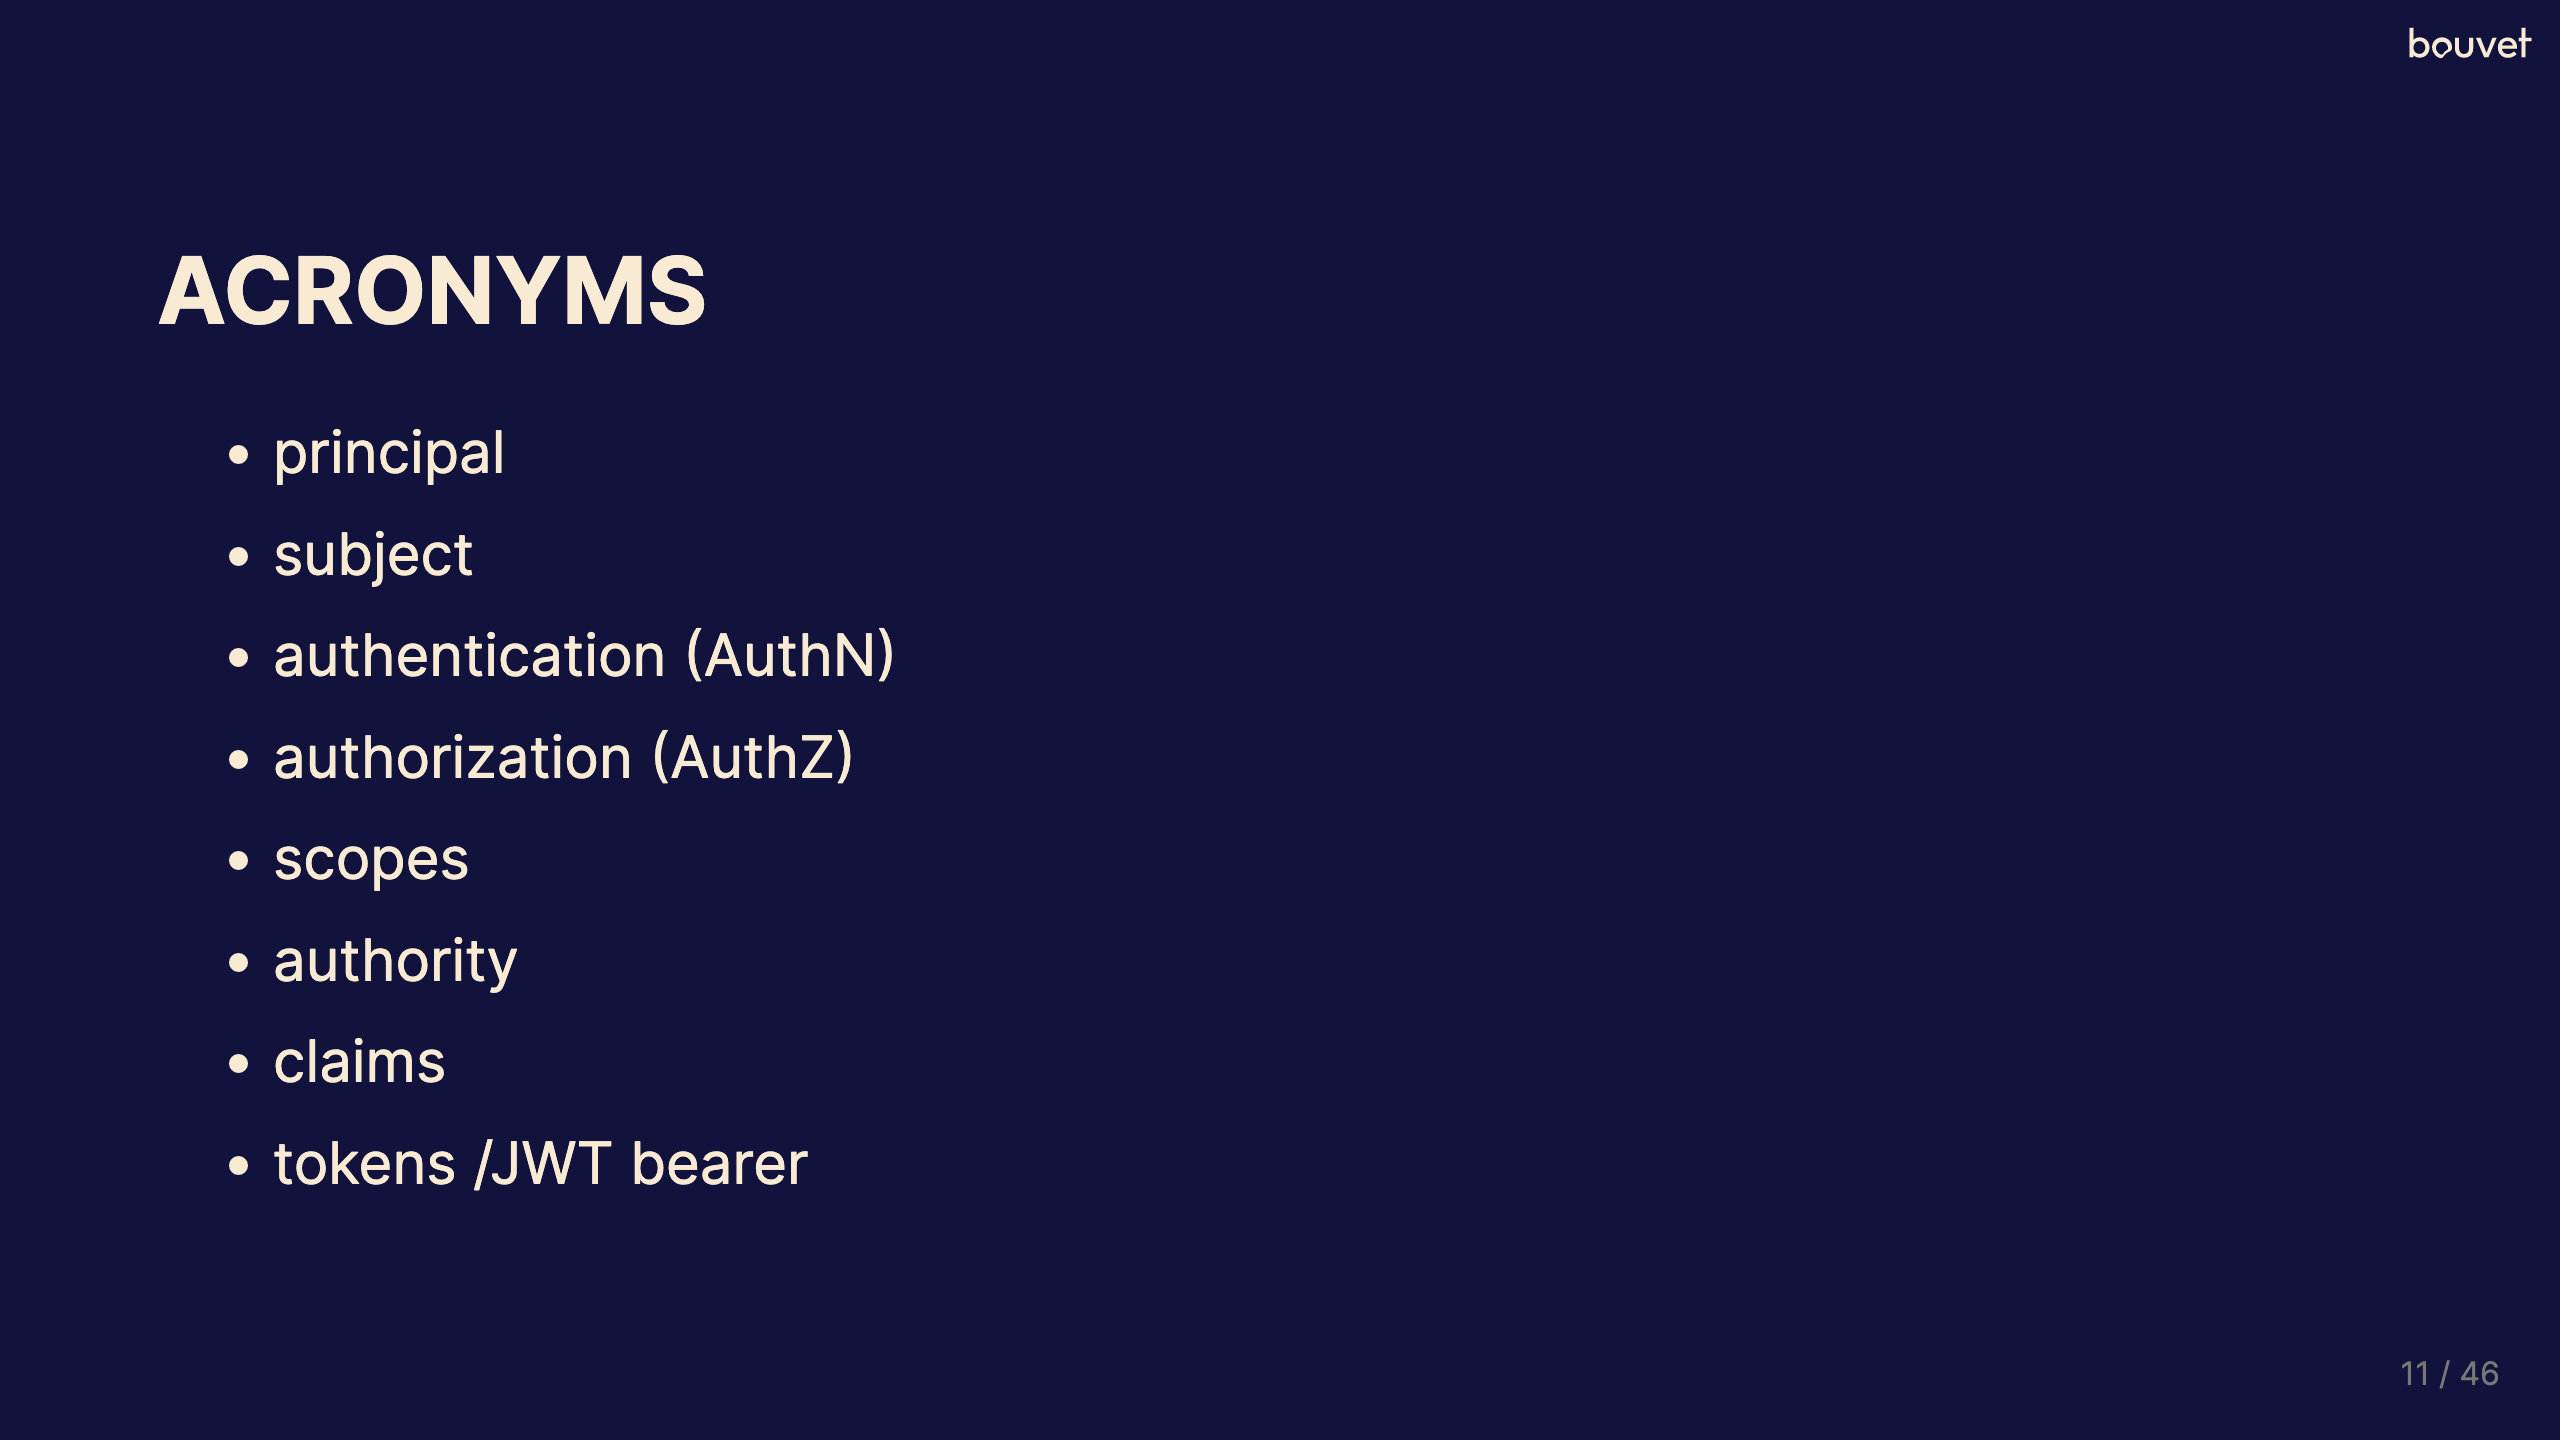 bouvet
ACRONYMS
• principal
• subject
• authentication (AuthN)
• authorization (AuthZ)
• scopes
• authority
• claims
• tokens /JWT bearer
11 / 46